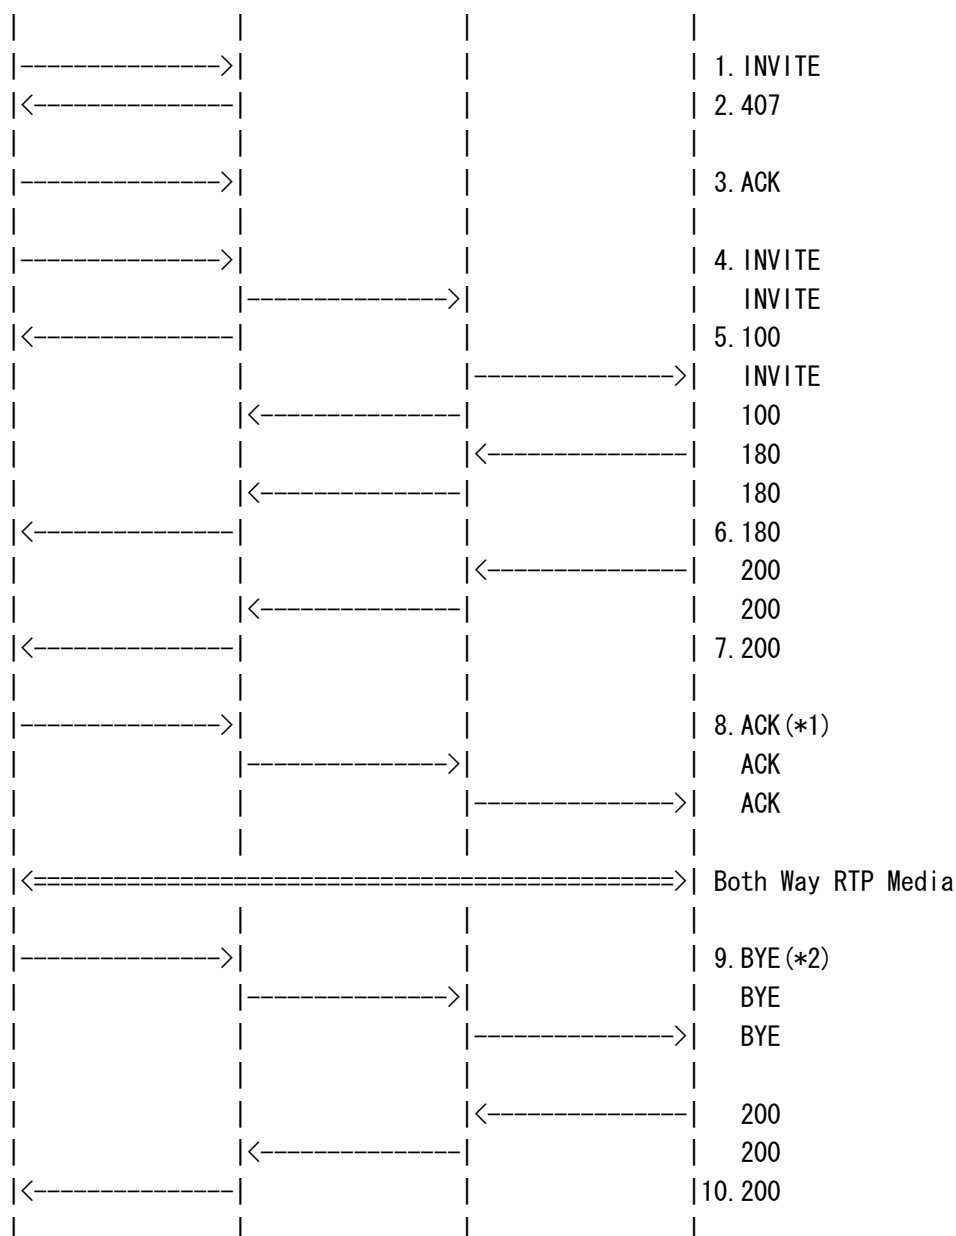 1. INVITE
2. 407
3. ACK
4. INVITE
INVITE
5. 100
INVITE
100
180
180
6. 180
200
200
7. 200
8. ACK(*1)
ACK
ACK
Both Way RTP Media
9. BYE(*2)
BYE
BYE
200
200
10. 200